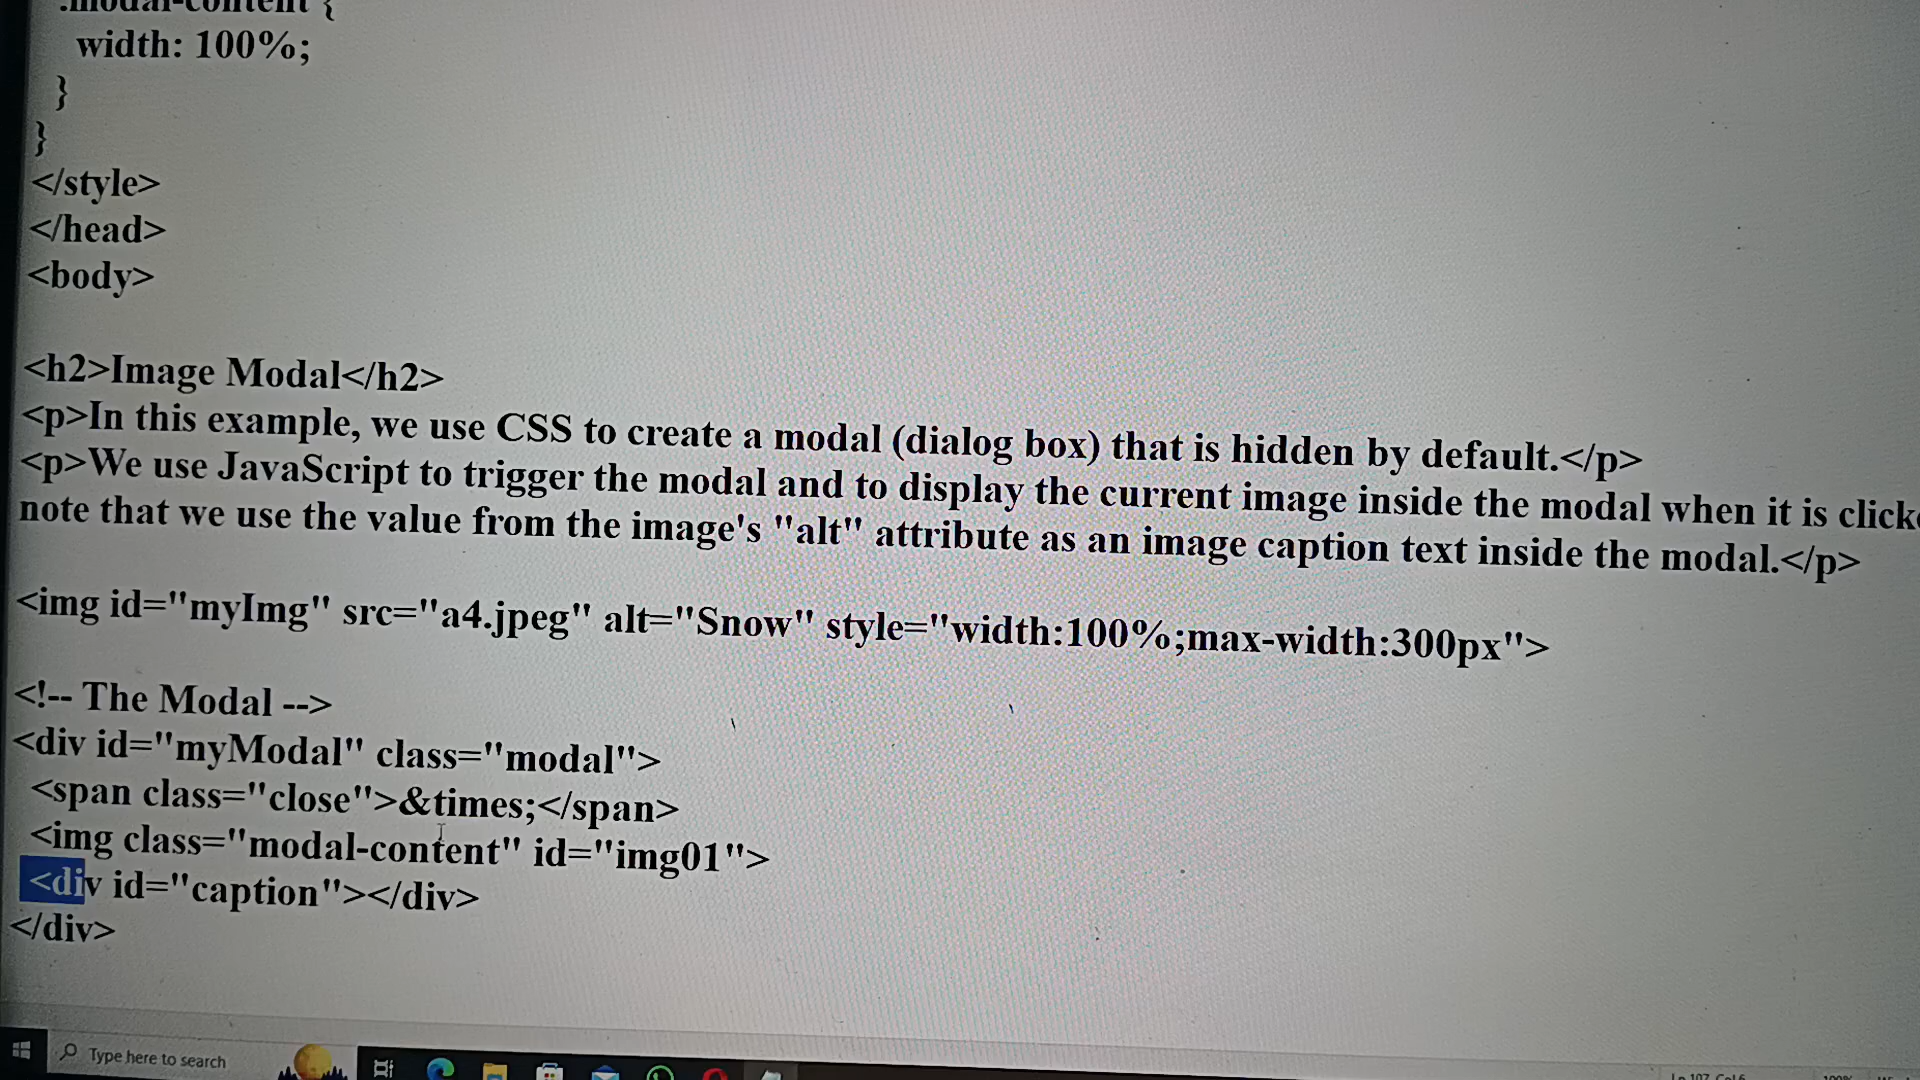 .modal-content {
width: 100%;
}
}
</style>
</head>
<body>
<h2>Image Modal</h2>
<p>In this example, we use CSS to create a modal (dialog box) that is hidden by default.</p>
<p>We use JavaScript to trigger the modal and to display the current image inside the modal when it is
note that we use the value from the image's "alt" attribute as an image caption text inside the modal.</p>
<img id="myImg" src="a4.jpeg" alt="Snow" style="width:100%;max-width:300px">
<!-- The Modal -->
<div id="myModal" class="modal">
<span class="close">&times;</span>
<img class="modal-content" id="img01">
<div id="caption"></div>
</div>
Type here to search